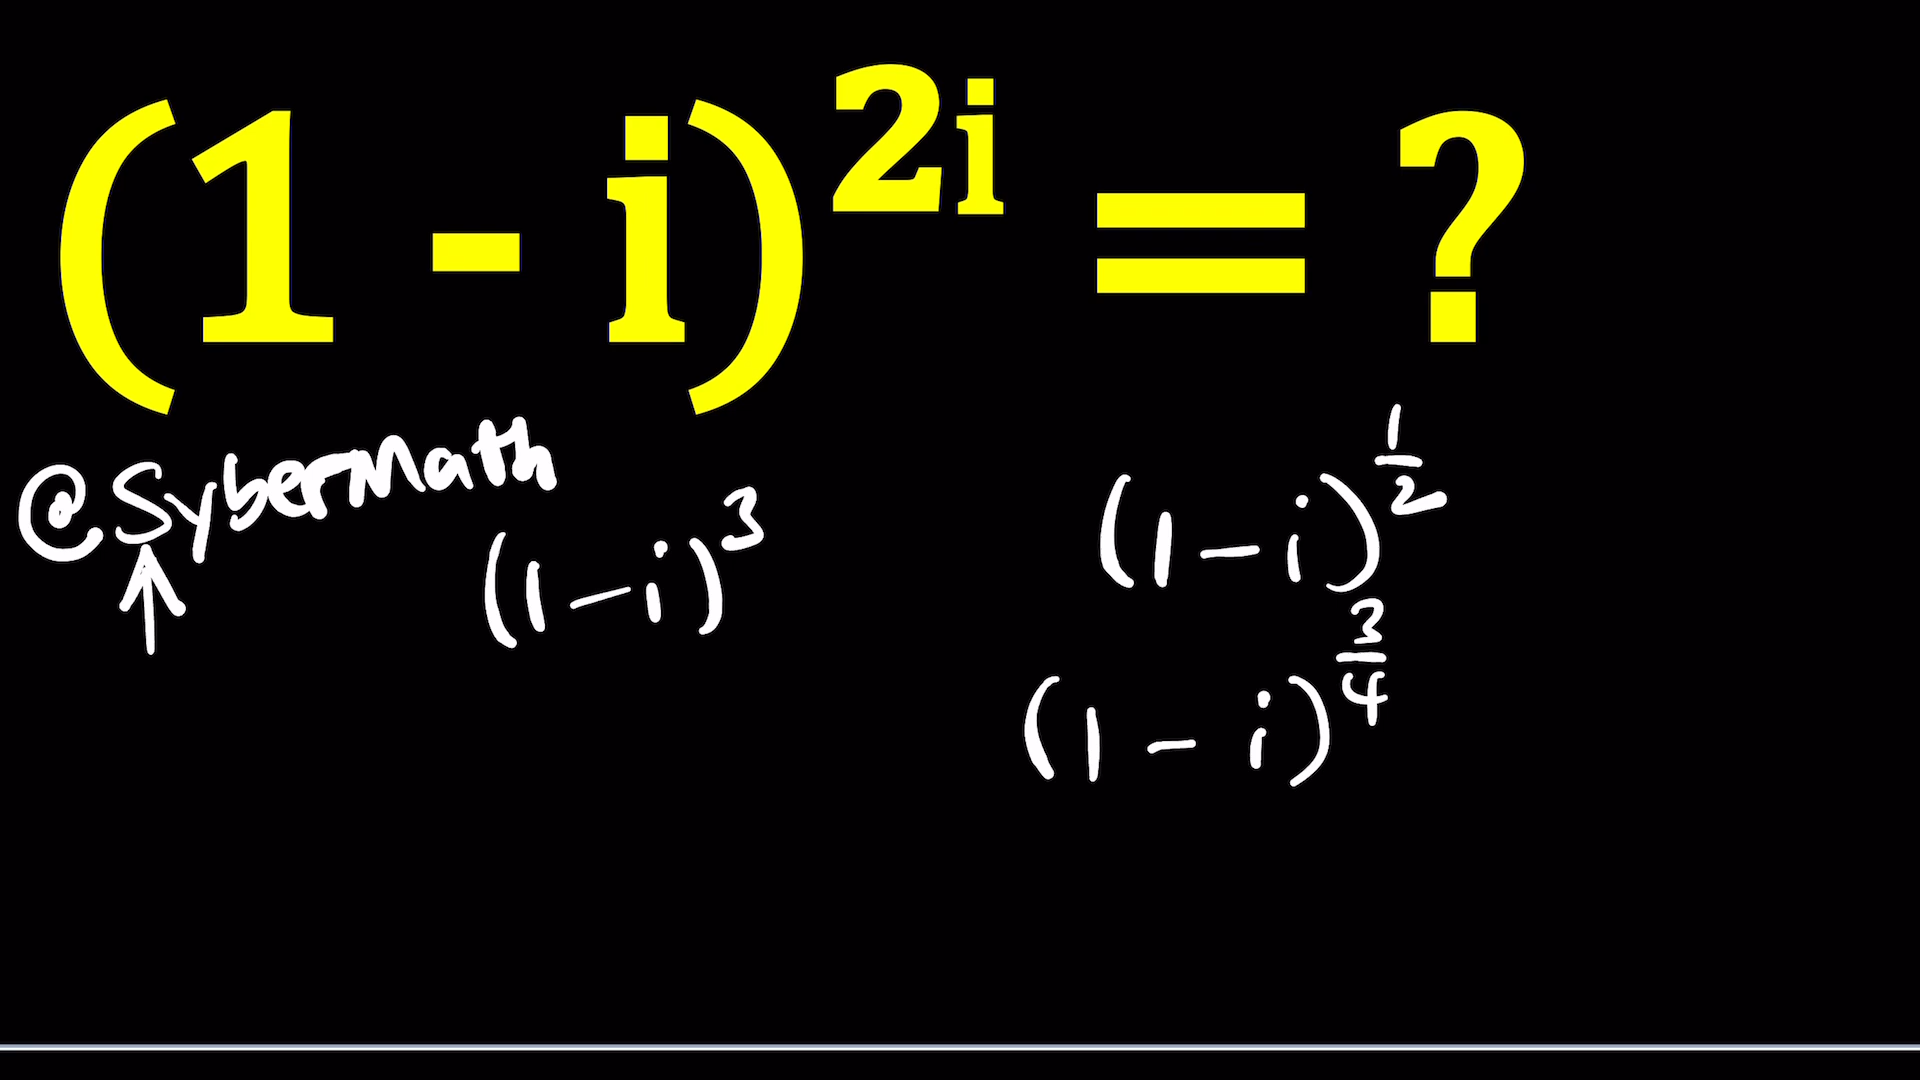 (1 - i)²ⁱ = ?
@SyberMath
(1-i)³
(1-i)^(1/2)
(1-i)^(3/4)